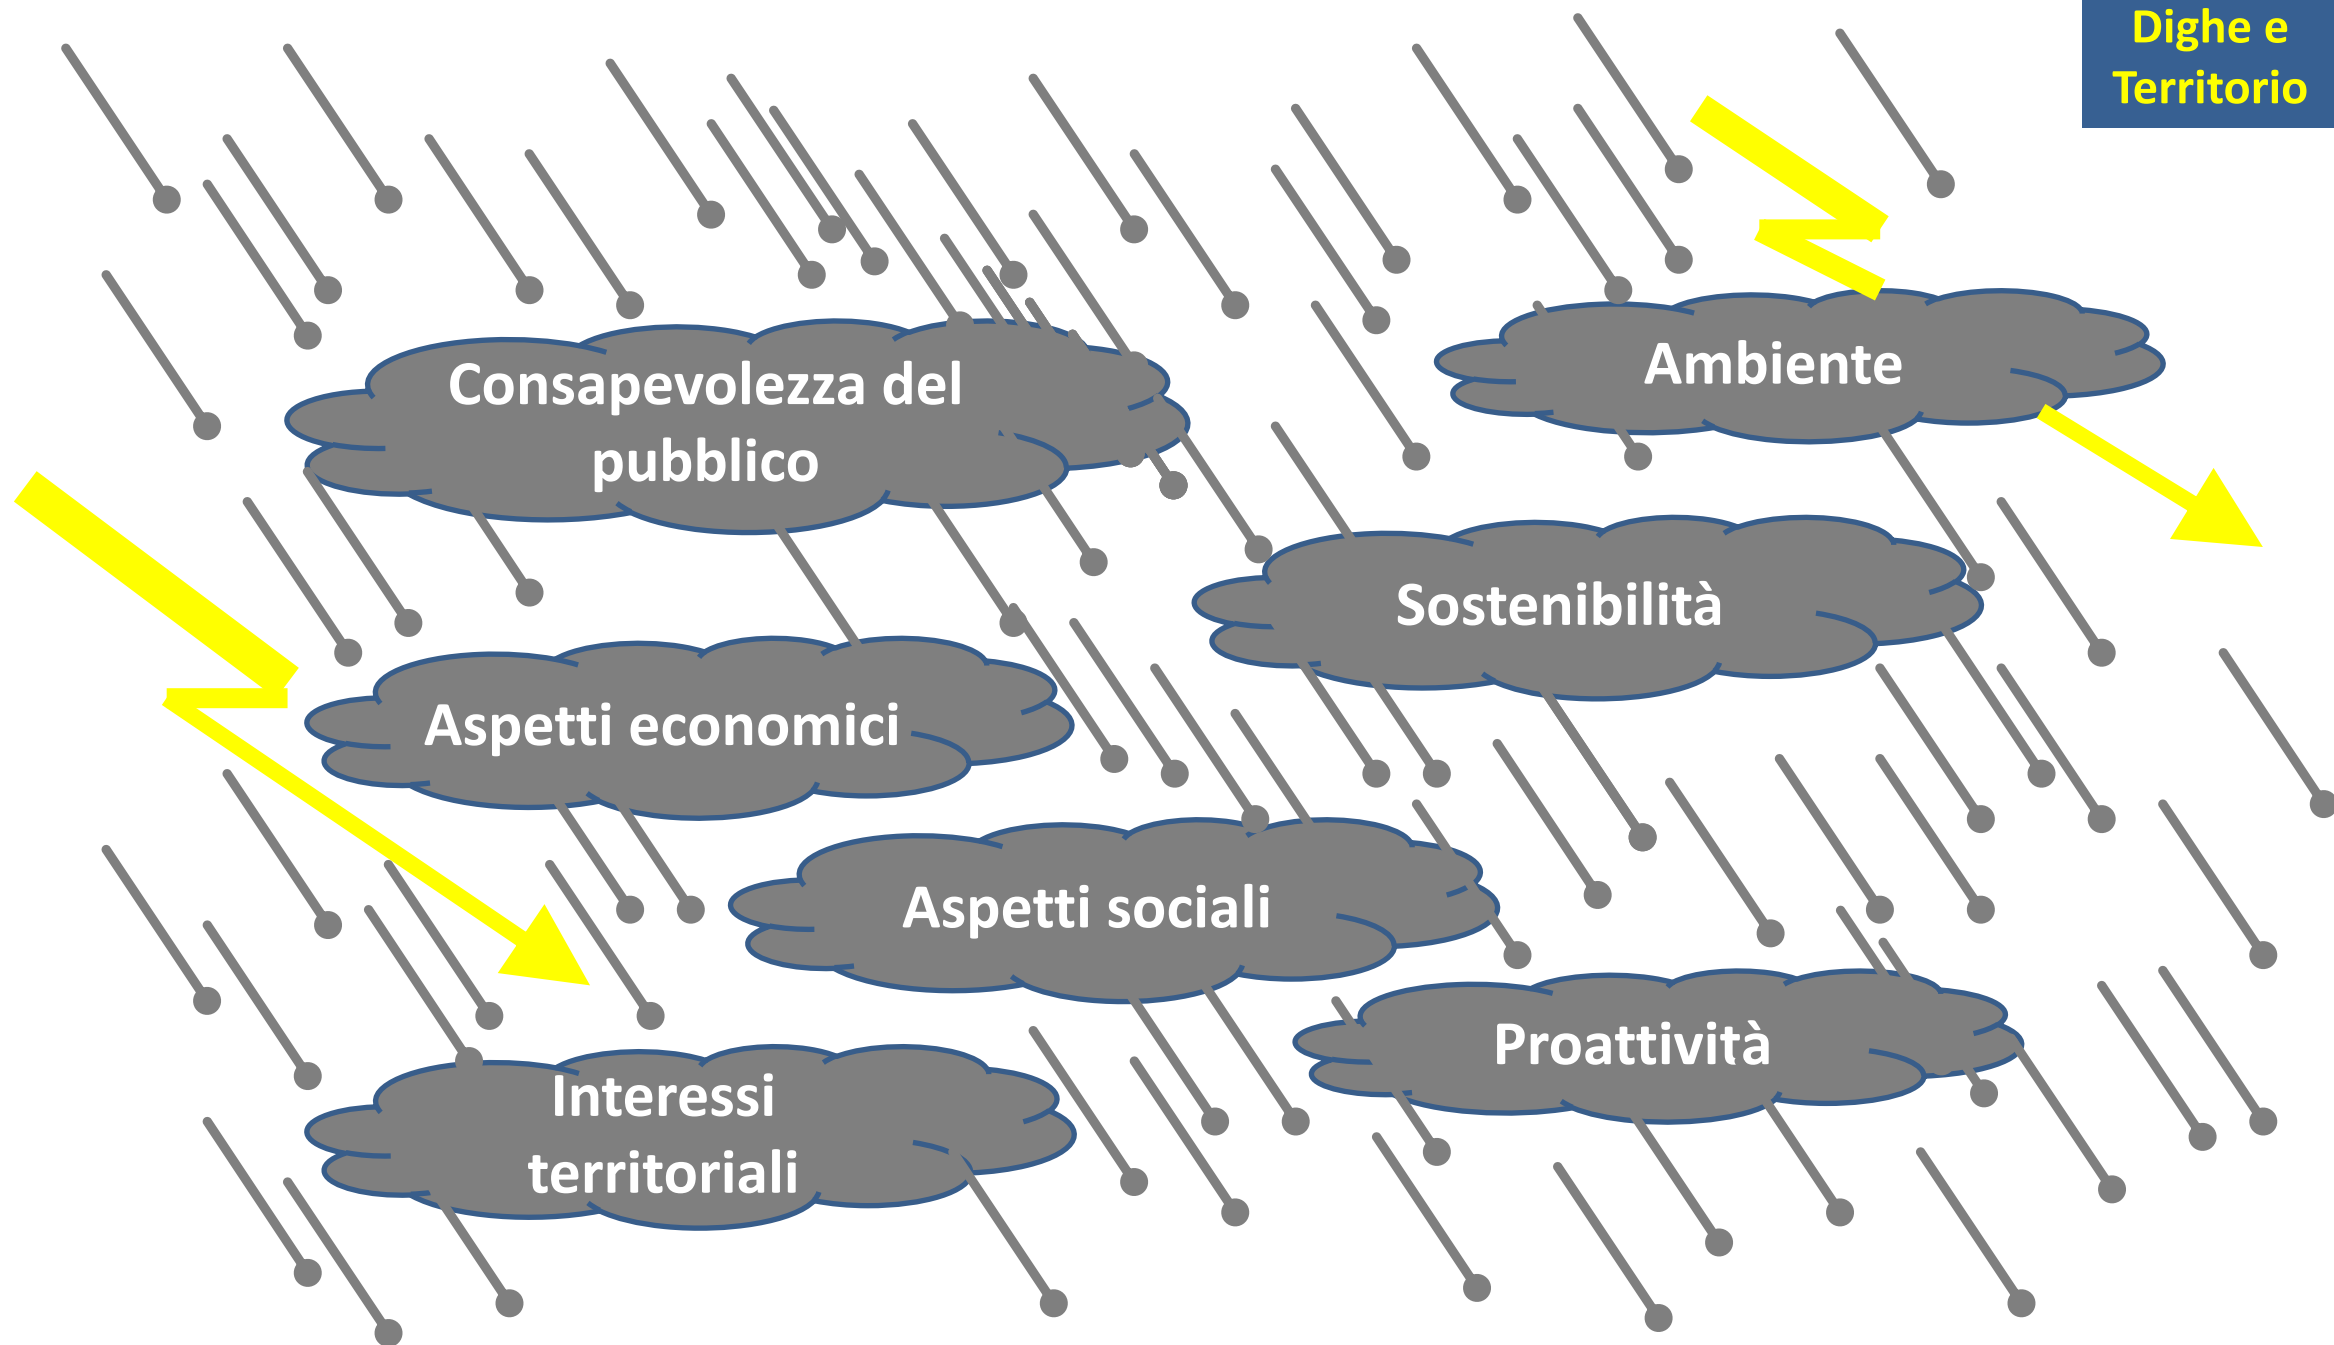 Dighe e
Territorio
Consapevolezza del
pubblico
Ambiente
Sostenibilità
Aspetti economici
Aspetti sociali
Proattività
Interessi
territoriali